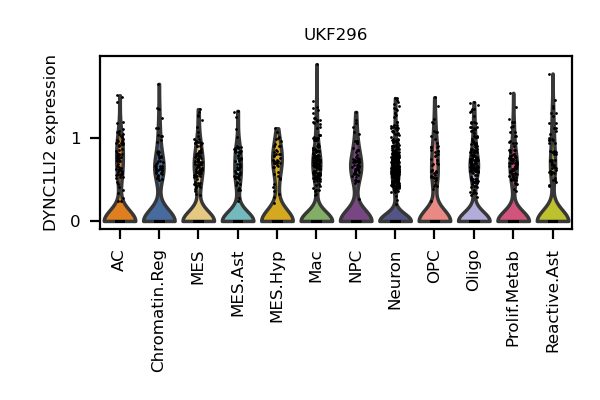 UKF296
DYNC1LI2 expression
1
0
AC
Chromatin.Reg
MES
MES.Ast
MES.Hyp
Mac
NPC
Neuron
OPC
Oligo
Prolif.Metab
Reactive.Ast